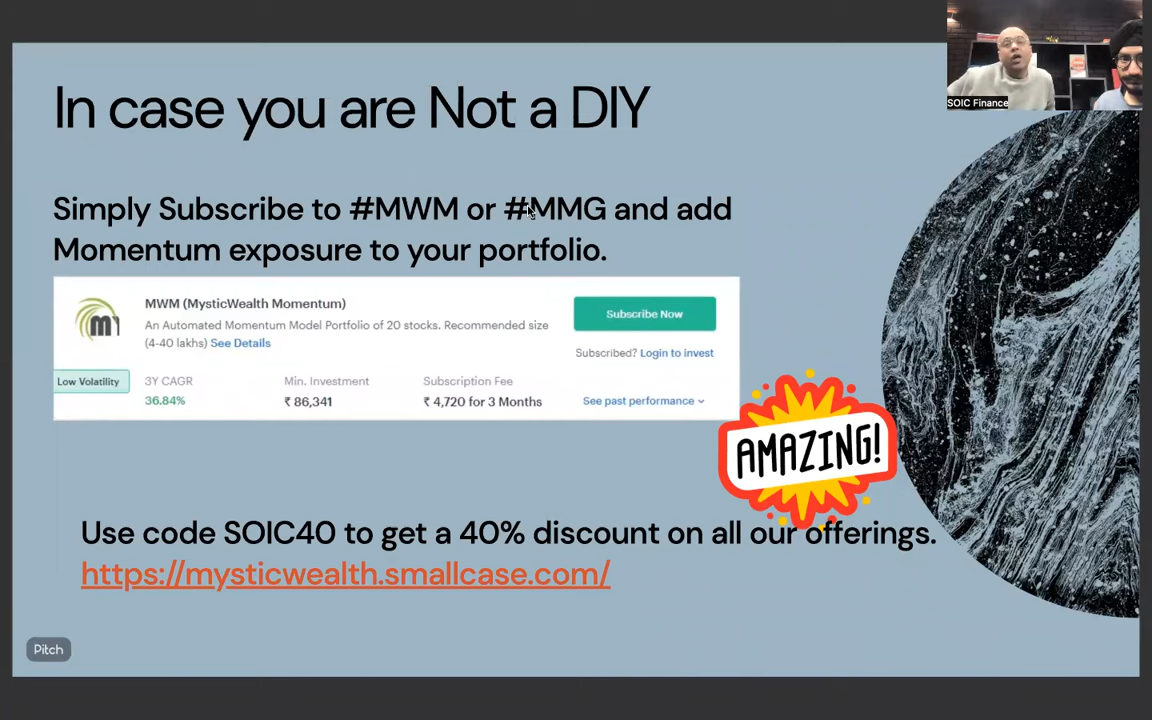 SOIC Finance
In case you are Not a DIY
Simply Subscribe to #MWM or #MMG and add
Momentum exposure to your portfolio.
m
MWM (MysticWealth Momentum)
An Automated Momentum Model Portfolio of 20 stocks. Recommended size
(4-40 lakhs) See Details
Subscribe Now
Subscribed? Login to invest
Low Volatility
3Y CAGR
36.84%
Min. Investment
₹ 86,341
Subscription Fee
₹ 4,720 for 3 Months
See past performance
AMAZING!
Use code SOIC40 to get a 40% discount on all our offerings.
https://mysticwealth.smallcase.com/
Pitch